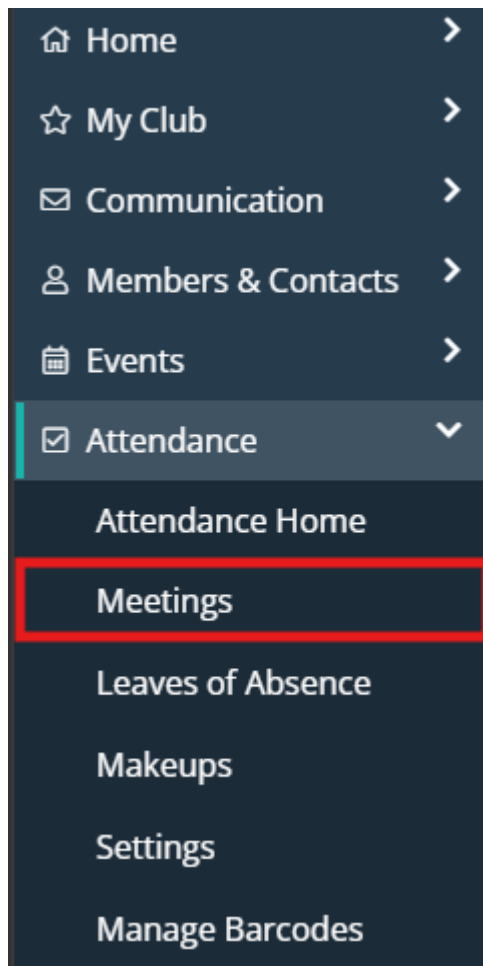 Home
My Club
Communication
Members & Contacts
Events
Attendance
Attendance Home
Meetings
Leaves of Absence
Makeups
Settings
Manage Barcodes